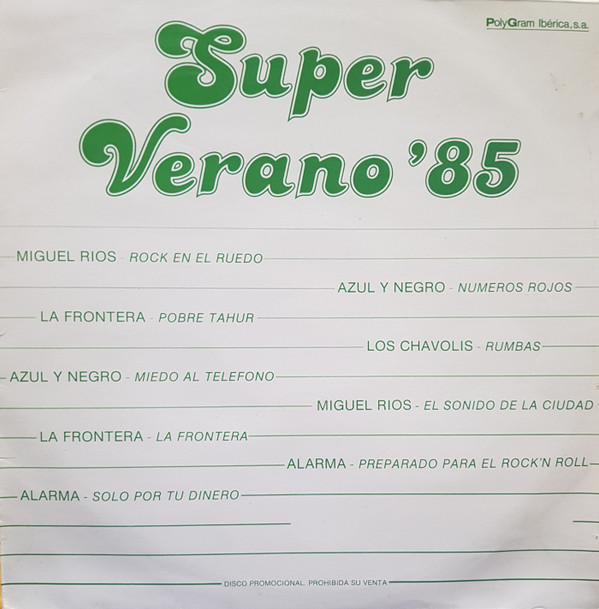 PolyGram Ibérica, s.a.
Super
Verano '85
MIGUEL RIOS - ROCK EN EL RUEDO
AZUL Y NEGRO - NUMEROS ROJOS
LA FRONTERA - POBRE TAHUR
LOS CHAVOLIS - RUMBAS
AZUL Y NEGRO - MIEDO AL TELEFONO
MIGUEL RIOS - EL SONIDO DE LA CIUDAD
LA FRONTERA - LA FRONTERA
ALARMA - PREPARADO PARA EL ROCK'N ROLL
ALARMA - SOLO POR TU DINERO
DISCO PROMOCIONAL. PROHIBIDA SU VENTA